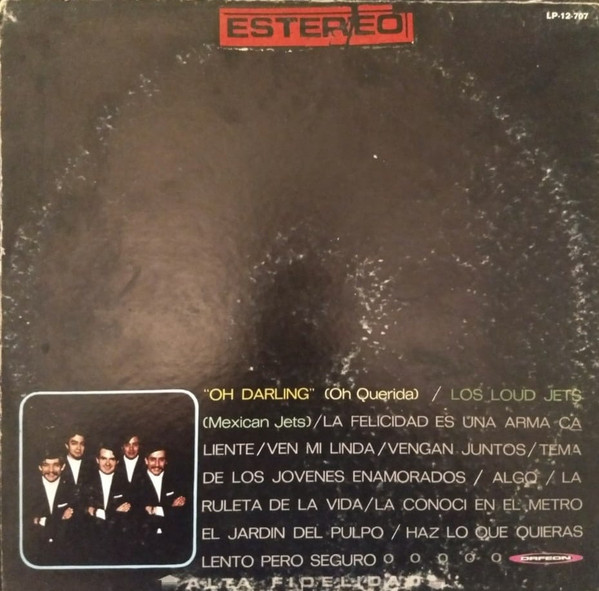 ESTEREO
LP-12-707
"OH DARLING" (Oh Querida) / LOS LOUD JETS
(Mexican Jets)/LA FELICIDAD ES UNA ARMA CA
LIENTE/VEN MI LINDA/VENGAN JUNTOS/TEMA
DE LOS JOVENES ENAMORADOS / ALGO / LA
RULETA DE LA VIDA/LA CONOCI EN EL METRO
EL JARDIN DEL PULPO / HAZ LO QUE QUIERAS
LENTO PERO SEGURO O O O O O ORFEON
ALTA FIDELIDAD